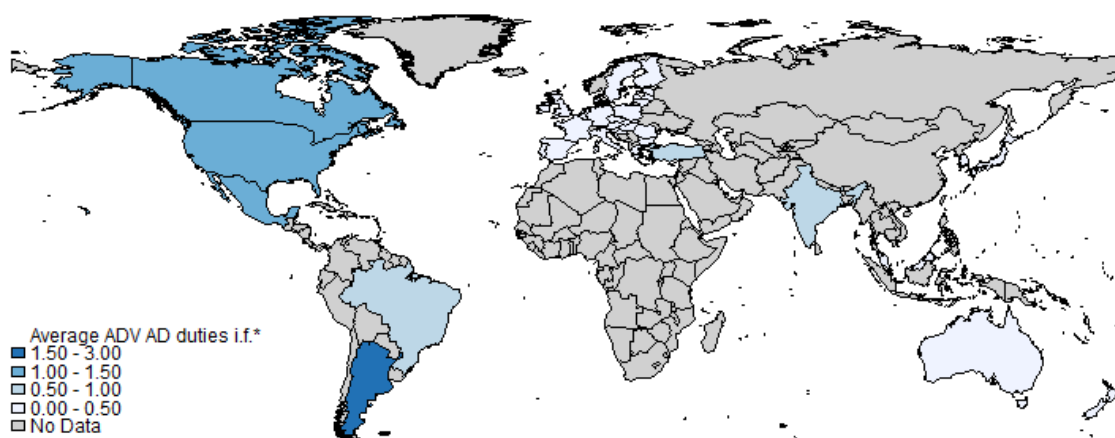 Average ADV AD duties i.f.*
1.50 - 3.00
1.00 - 1.50
0.50 - 1.00
0.00 - 0.50
No Data